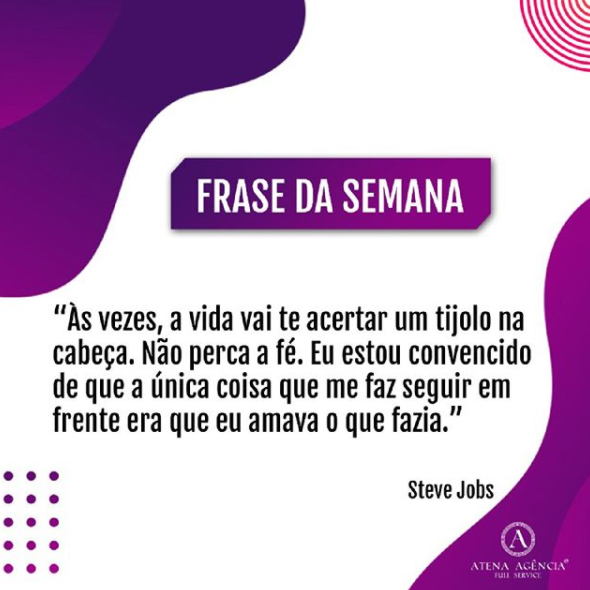 FRASE DA SEMANA
“Às vezes, a vida vai te acertar um tijolo na
cabeça. Não perca a fé. Eu estou convencido
de que a única coisa que me faz seguir em
frente era que eu amava o que fazia.”
Steve Jobs
A
ATENA AGÊNCIA®
FULL SERVICE